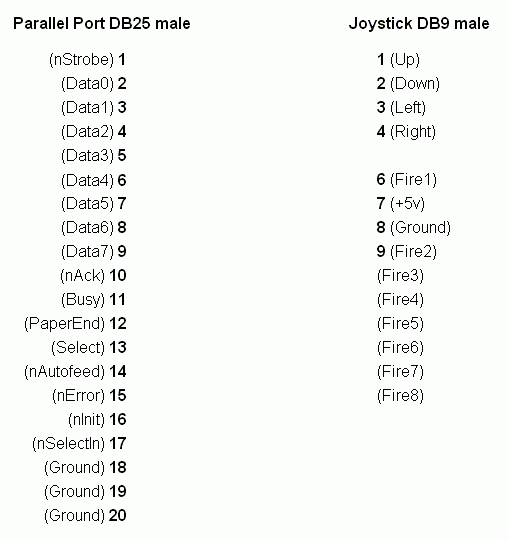 Parallel Port DB25 male Joystick DB9 male
(nStrobe) 1 1 (Up)
(Data0) 2 2 (Down)
(Data1) 3 3 (Left)
(Data2) 4 4 (Right)
(Data3) 5
(Data4) 6 6 (Fire1)
(Data5) 7 7 (+5v)
(Data6) 8 8 (Ground)
(Data7) 9 9 (Fire2)
(nAck) 10 (Fire3)
(Busy) 11 (Fire4)
(PaperEnd) 12 (Fire5)
(Select) 13 (Fire6)
(nAutofeed) 14 (Fire7)
(nError) 15 (Fire8)
(nInit) 16
(nSelectIn) 17
(Ground) 18
(Ground) 19
(Ground) 20